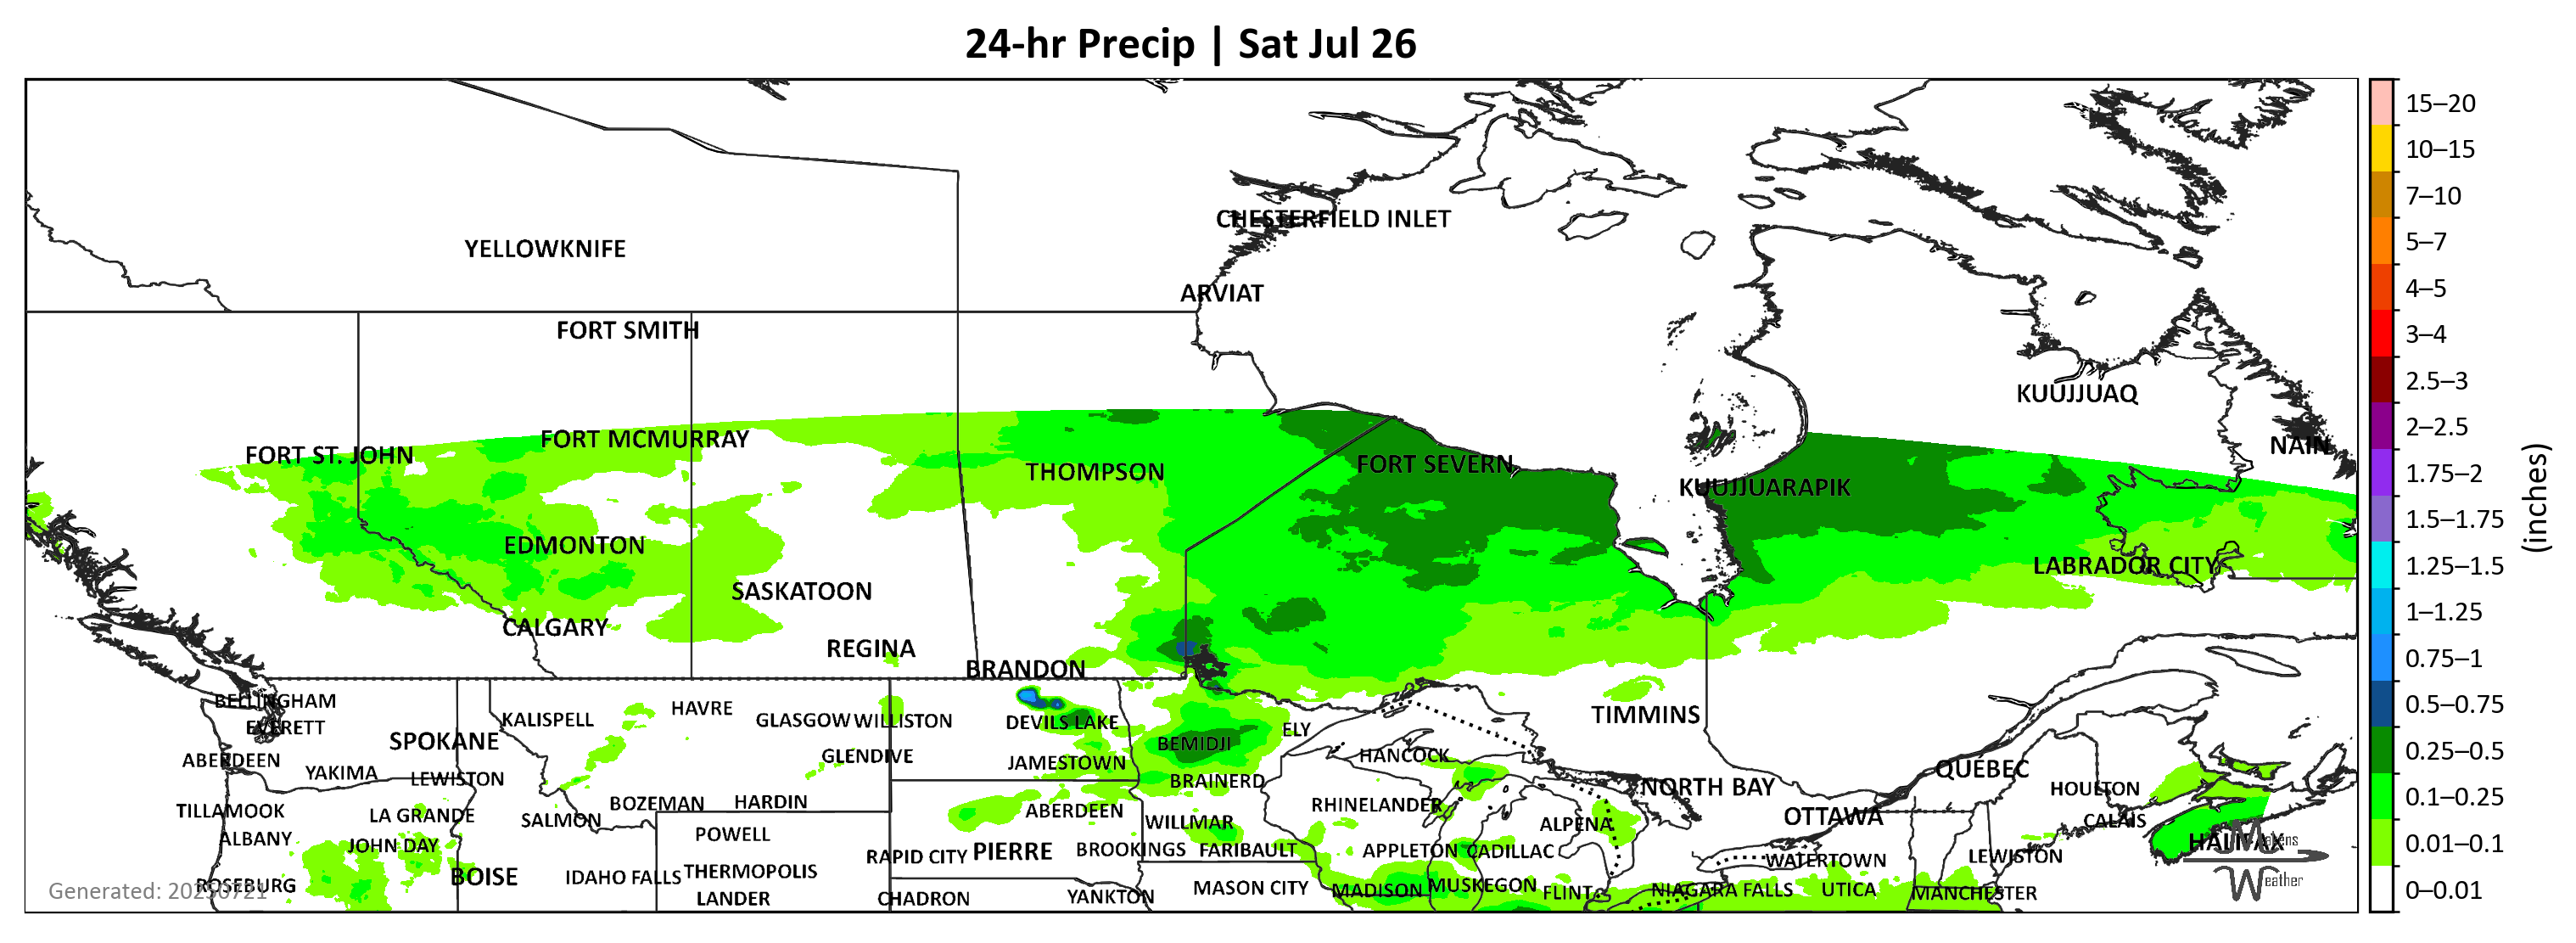 24-hr Precip | Sat Jul 26
15–20
10–15
7–10
5–7
4–5
3–4
2.5–3
2–2.5
1.75–2
1.5–1.75
1.25–1.5
1–1.25
0.75–1
0.5–0.75
0.25–0.5
0.1–0.25
0.01–0.1
0–0.01
(inches)
CHESTERFIELD INLET
YELLOWKNIFE
ARVIAT
FORT SMITH
KUUJJUAQ
FORT MCMURRAY
NAIN
FORT ST. JOHN
FORT SEVERN
THOMPSON
KUUJJUARAPIK
EDMONTON
LABRADOR CITY
SASKATOON
CALGARY
REGINA
BRANDON
BELLINGHAM
HAVRE
TIMMINS
KALISPELL
GLASGOW
WILLISTON
DEVILS LAKE
EVERETT
ELY
SPOKANE
BEMIDJI
ABERDEEN
GLENDIVE
HANCOCK
JAMESTOWN
QUÉBEC
YAKIMA
LEWISTON
BRAINERD
NORTH BAY
HOULTON
BOZEMAN
HARDIN
RHINELANDER
TILLAMOOK
LA GRANDE
SALMON
ABERDEEN
WILLMAR
ALPENA
OTTAWA
CALAIS
ALBANY
JOHN DAY
POWELL
RAPID CITY
PIERRE
BROOKINGS
FARIBAULT
APPLETON
CADILLAC
WATERTOWN
LEWISTON
HALIFAX
Mavens
Weather
ROSEBURG
BOISE
IDAHO FALLS
THERMOPOLIS
MASON CITY
MADISON
MUSKEGON
FLINT
NIAGARA FALLS
UTICA
MANCHESTER
LANDER
CHADRON
YANKTON
Generated: 20250721